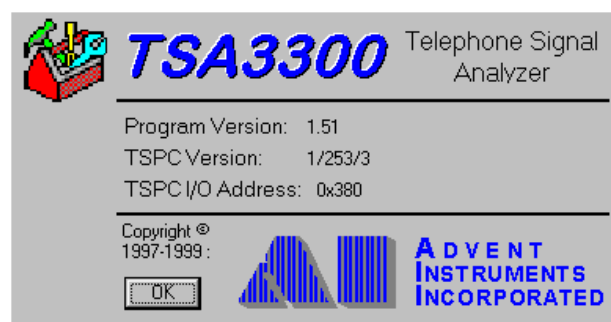 TSA3300
Telephone Signal
Analyzer
Program Version: 1.51
TSPC Version: 1/253/3
TSPC I/O Address: 0x380
Copyright ©
1997-1999 :
OK
ADVENT
INSTRUMENTS
INCORPORATED